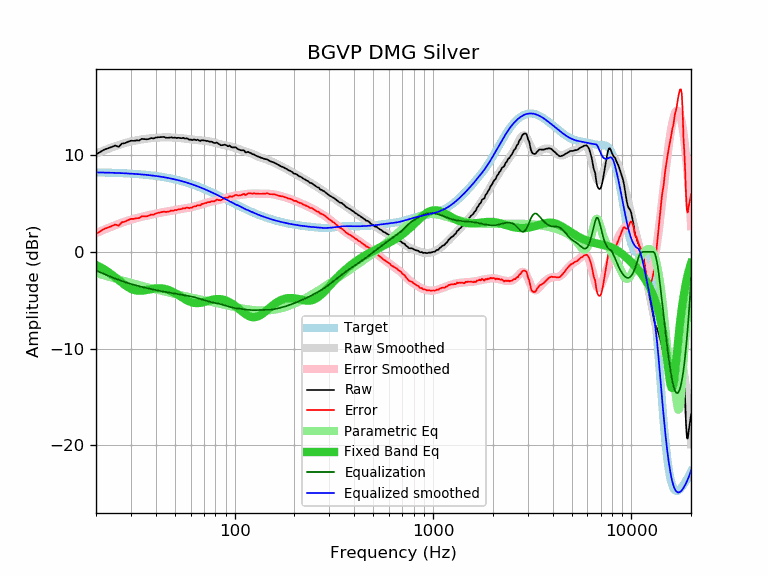 BGVP DMG Silver
Amplitude (dBr)
10
0
−10
−20
Target
Raw Smoothed
Error Smoothed
Raw
Error
Parametric Eq
Fixed Band Eq
Equalization
Equalized smoothed
100
1000
10000
Frequency (Hz)